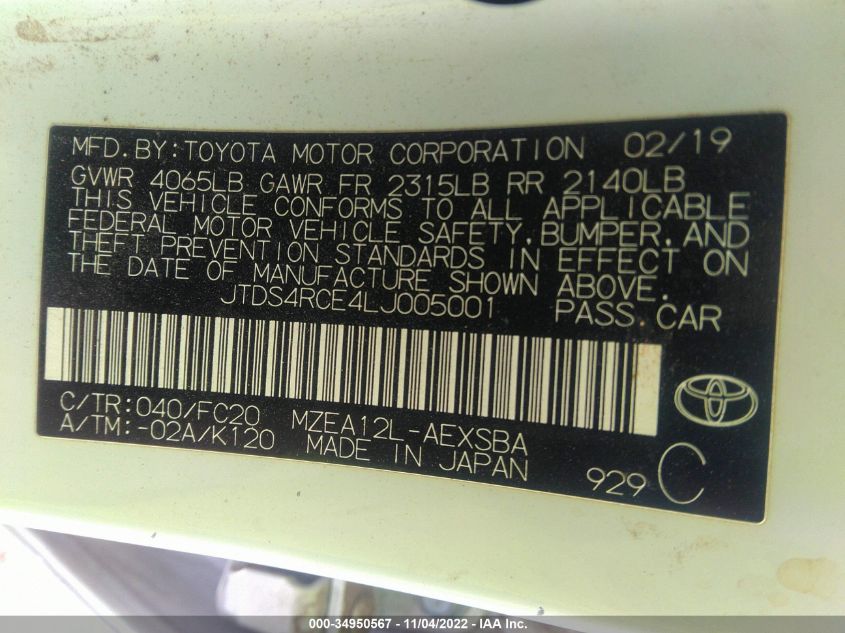 MFD. BY: TOYOTA MOTOR CORPORATION 02/19
GVWR 4065LB GAWR FR 2315LB RR 2140LB
THIS VEHICLE CONFORMS TO ALL APPLICABLE
FEDERAL MOTOR VEHICLE SAFETY, BUMPER, AND
THEFT PREVENTION STANDARDS IN EFFECT ON
THE DATE OF MANUFACTURE SHOWN ABOVE.
JTDS4RCE4LJ005001 PASS. CAR
C/TR: 040/FC20 MZEA12L-AEXSBA
A/TM: -02A/K120 MADE IN JAPAN
929 C
000-34950567 - 11/04/2022 - IAA Inc.